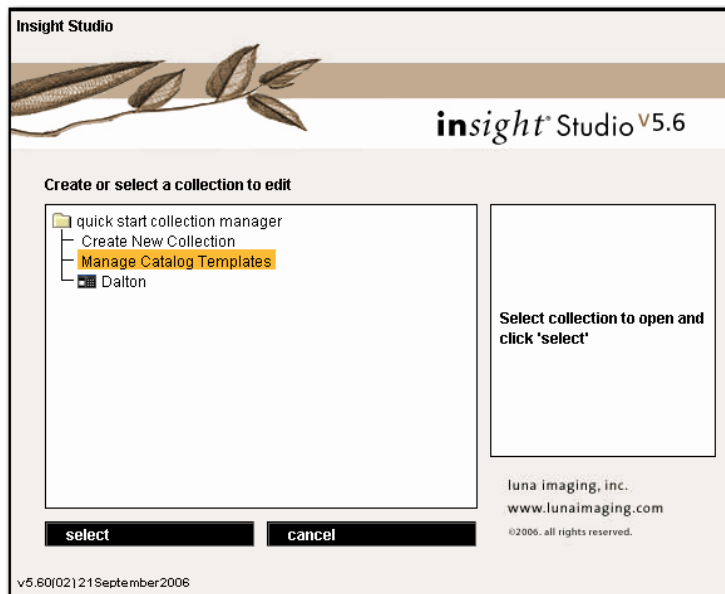 Insight Studio
insight® Studio v5.6
Create or select a collection to edit
quick start collection manager
Create New Collection
Manage Catalog Templates
Dalton
Select collection to open and
click 'select'
luna imaging, inc.
www.lunaimaging.com
©2006. all rights reserved.
select
cancel
v5.60(02) 21September2006